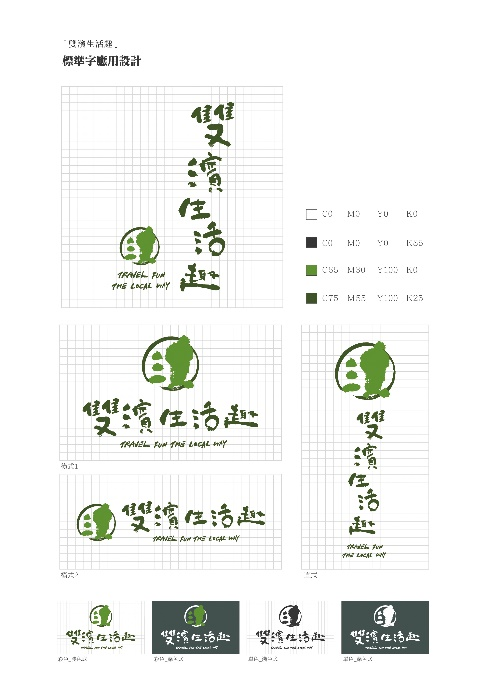 「雙濱生活趣」
標準字應用設計
雙濱生活趣
TRAVEL FUN
THE LOCAL WAY
C0 M0 Y0 K0
C0 M0 Y0
Y100 K0
C75 Y100 K25
雙濱生活趣
TRAVEL FUN THE LOCAL WAY
橫式1
雙濱生活趣
TRAVEL FUN THE LOCAL WAY
雙濱生活趣
TRAVEL FUN
THE LOCAL WAY
雙濱生活趣
雙濱生活趣
雙濱生活趣
雙濱生活趣